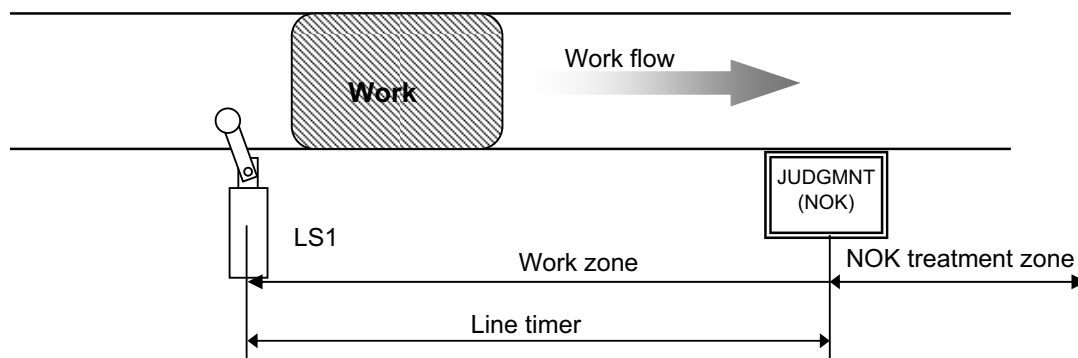 Work flow
Work
JUDGMNT
(NOK)
LS1
Work zone
NOK treatment zone
Line timer